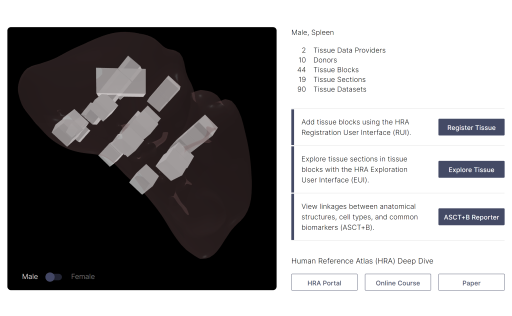 Male, Spleen
2 Tissue Data Providers
10 Donors
44 Tissue Blocks
19 Tissue Sections
90 Tissue Datasets
Add tissue blocks using the HRA
Registration User Interface (RUI).
Register Tissue
Explore tissue sections in tissue
blocks with the HRA Exploration
User Interface (EUI).
Explore Tissue
View linkages between anatomical
structures, cell types, and common
biomarkers (ASCT+B).
ASCT+B Reporter
Male Female
Human Reference Atlas (HRA) Deep Dive
HRA Portal Online Course Paper